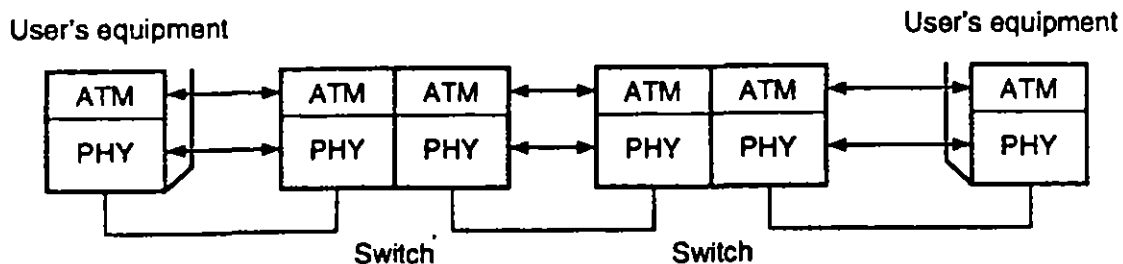 User's equipment User's equipment
ATM ATM ATM ATM ATM ATM
PHY PHY PHY PHY PHY PHY
Switch Switch